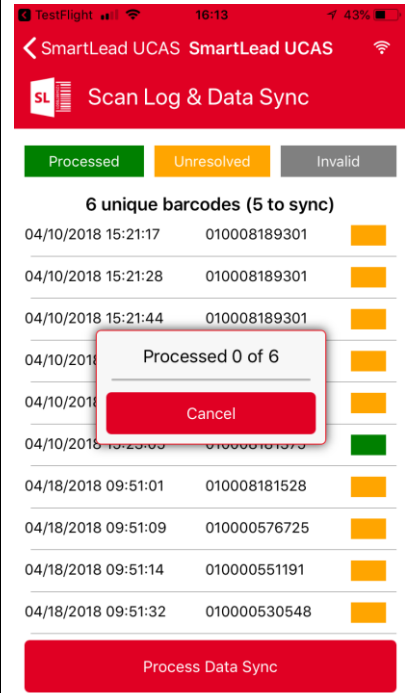 TestFlight 16:13 43%
SmartLead UCAS SmartLead UCAS
SL Scan Log & Data Sync
Processed Unresolved Invalid
6 unique barcodes (5 to sync)
04/10/2018 15:21:17 010008189301
04/10/2018 15:21:28 010008189301
04/10/2018 15:21:44 010008189301
04/10/201
Processed 0 of 6
04/10/201
Cancel
04/10/2018
04/18/2018 09:51:01 010008181528
04/18/2018 09:51:09 010000576725
04/18/2018 09:51:14 010000551191
04/18/2018 09:51:32 010000530548
Process Data Sync